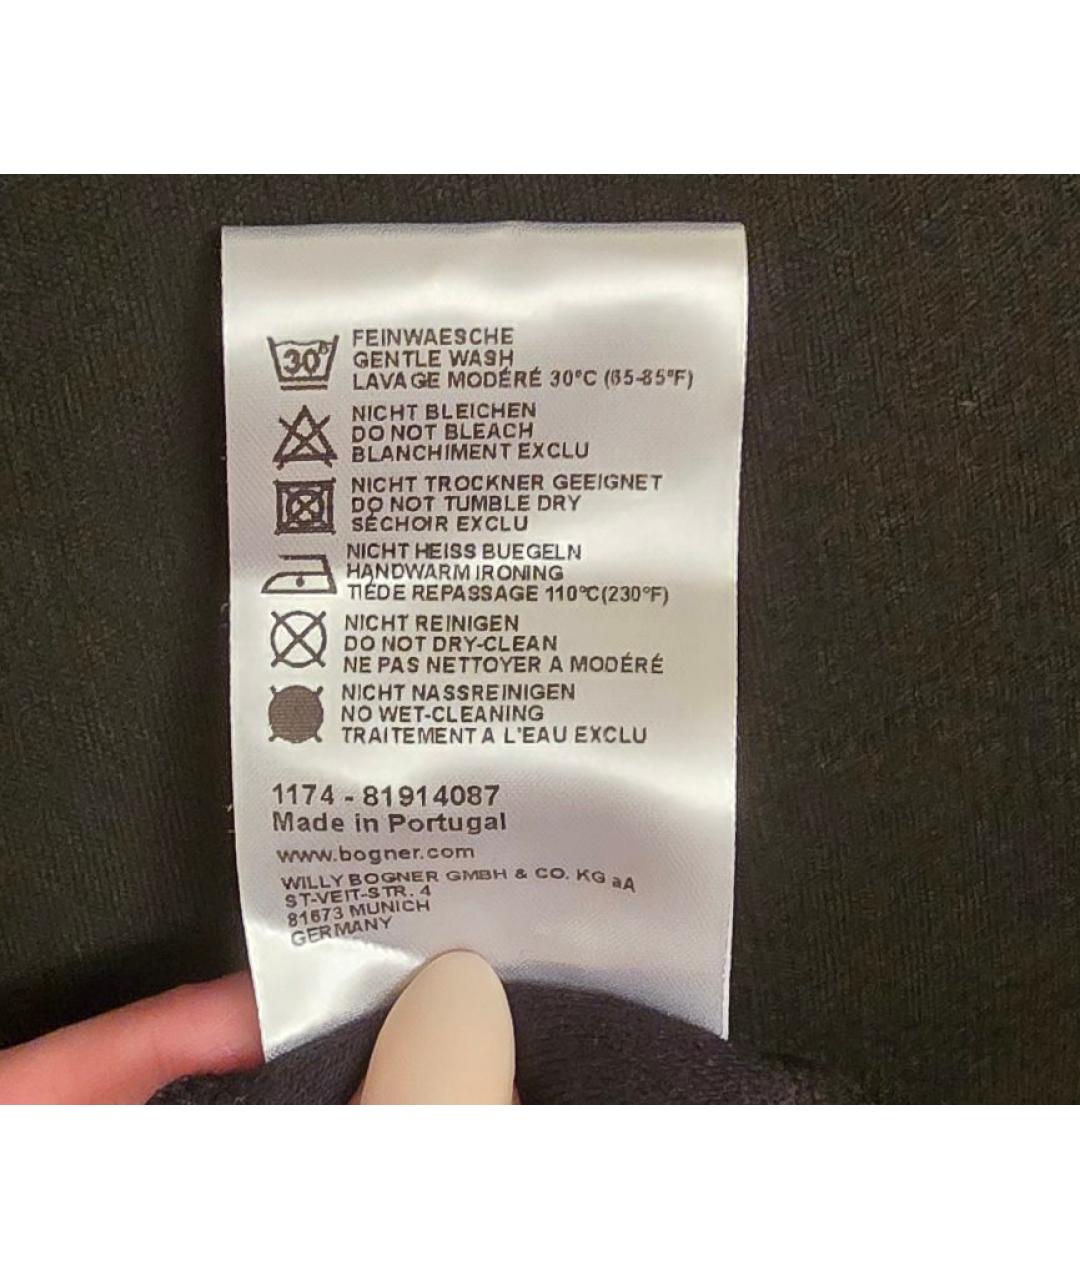 30° FEINWAESCHE
GENTLE WASH
LAVAGE MODÉRÉ 30°C (65-85°F)
NICHT BLEICHEN
DO NOT BLEACH
BLANCHIMENT EXCLU
NICHT TROCKNER GEEIGNET
DO NOT TUMBLE DRY
SÉCHOIR EXCLU
NICHT HEISS BUEGELN
HANDWARM IRONING
TIÉDE REPASSAGE 110°C(230°F)
NICHT REINIGEN
DO NOT DRY-CLEAN
NE PAS NETTOYER A MODÉRÉ
NICHT NASSREINIGEN
NO WET-CLEANING
TRAITEMENT A L'EAU EXCLU
1174 - 81914087
Made in Portugal
www.bogner.com
WILLY BOGNER GMBH & CO. KG aA
ST-VEIT-STR. 4
81673 MUNICH
GERMANY